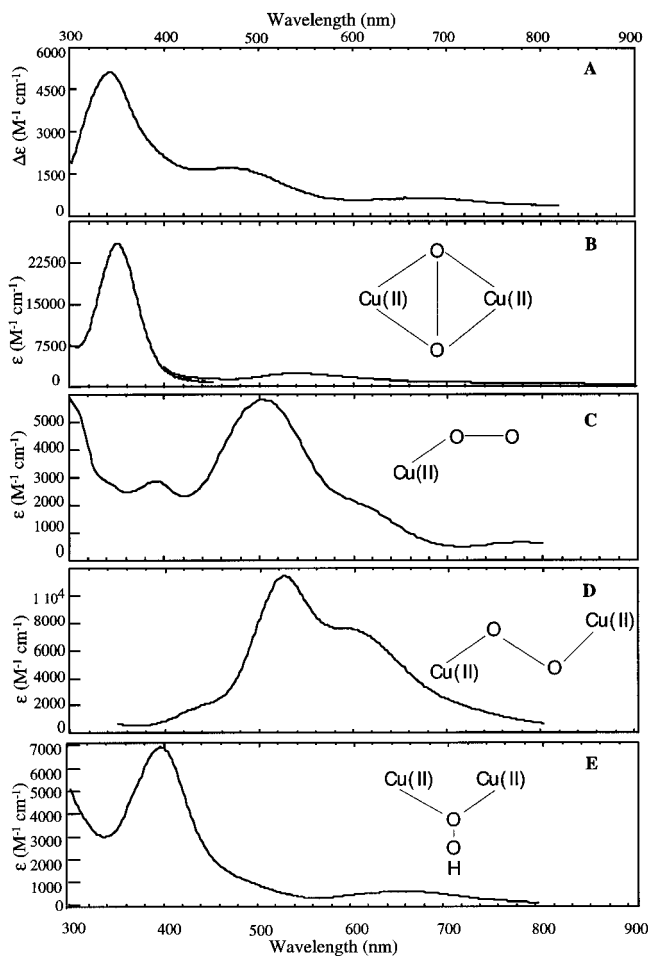 Wavelength (nm)
300 400 500 600 700 800 900
A
6000
4500
3000
1500
0
Δε (M⁻¹ cm⁻¹)
B
22500
15000
7500
0
ε (M⁻¹ cm⁻¹)
O
Cu(II) Cu(II)
O
C
5000
4000
3000
2000
1000
0
ε (M⁻¹ cm⁻¹)
O O
Cu(II)
D
1 10⁴
8000
6000
4000
2000
0
ε (M⁻¹ cm⁻¹)
Cu(II)
O
Cu(II) O
E
7000
6000
5000
4000
3000
2000
1000
0
ε (M⁻¹ cm⁻¹)
Cu(II) Cu(II)
O
O
H
300 400 500 600 700 800 900
Wavelength (nm)